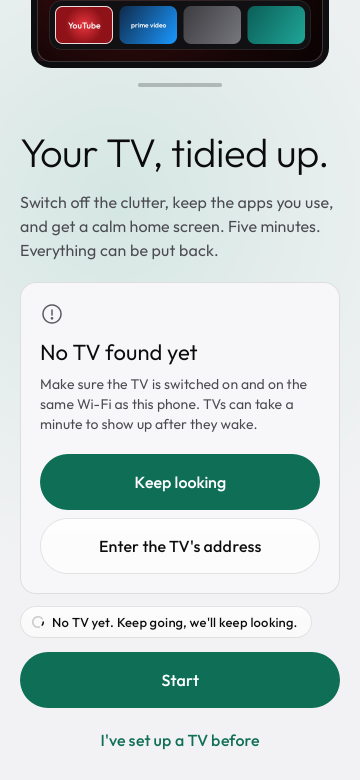 YouTube
prime video
Your TV, tidied up.
Switch off the clutter, keep the apps you use,
and get a calm home screen. Five minutes.
Everything can be put back.
No TV found yet
Make sure the TV is switched on and on the
same Wi-Fi as this phone. TVs can take a
minute to show up after they wake.
Keep looking
Enter the TV's address
No TV yet. Keep going, we'll keep looking.
Start
I've set up a TV before